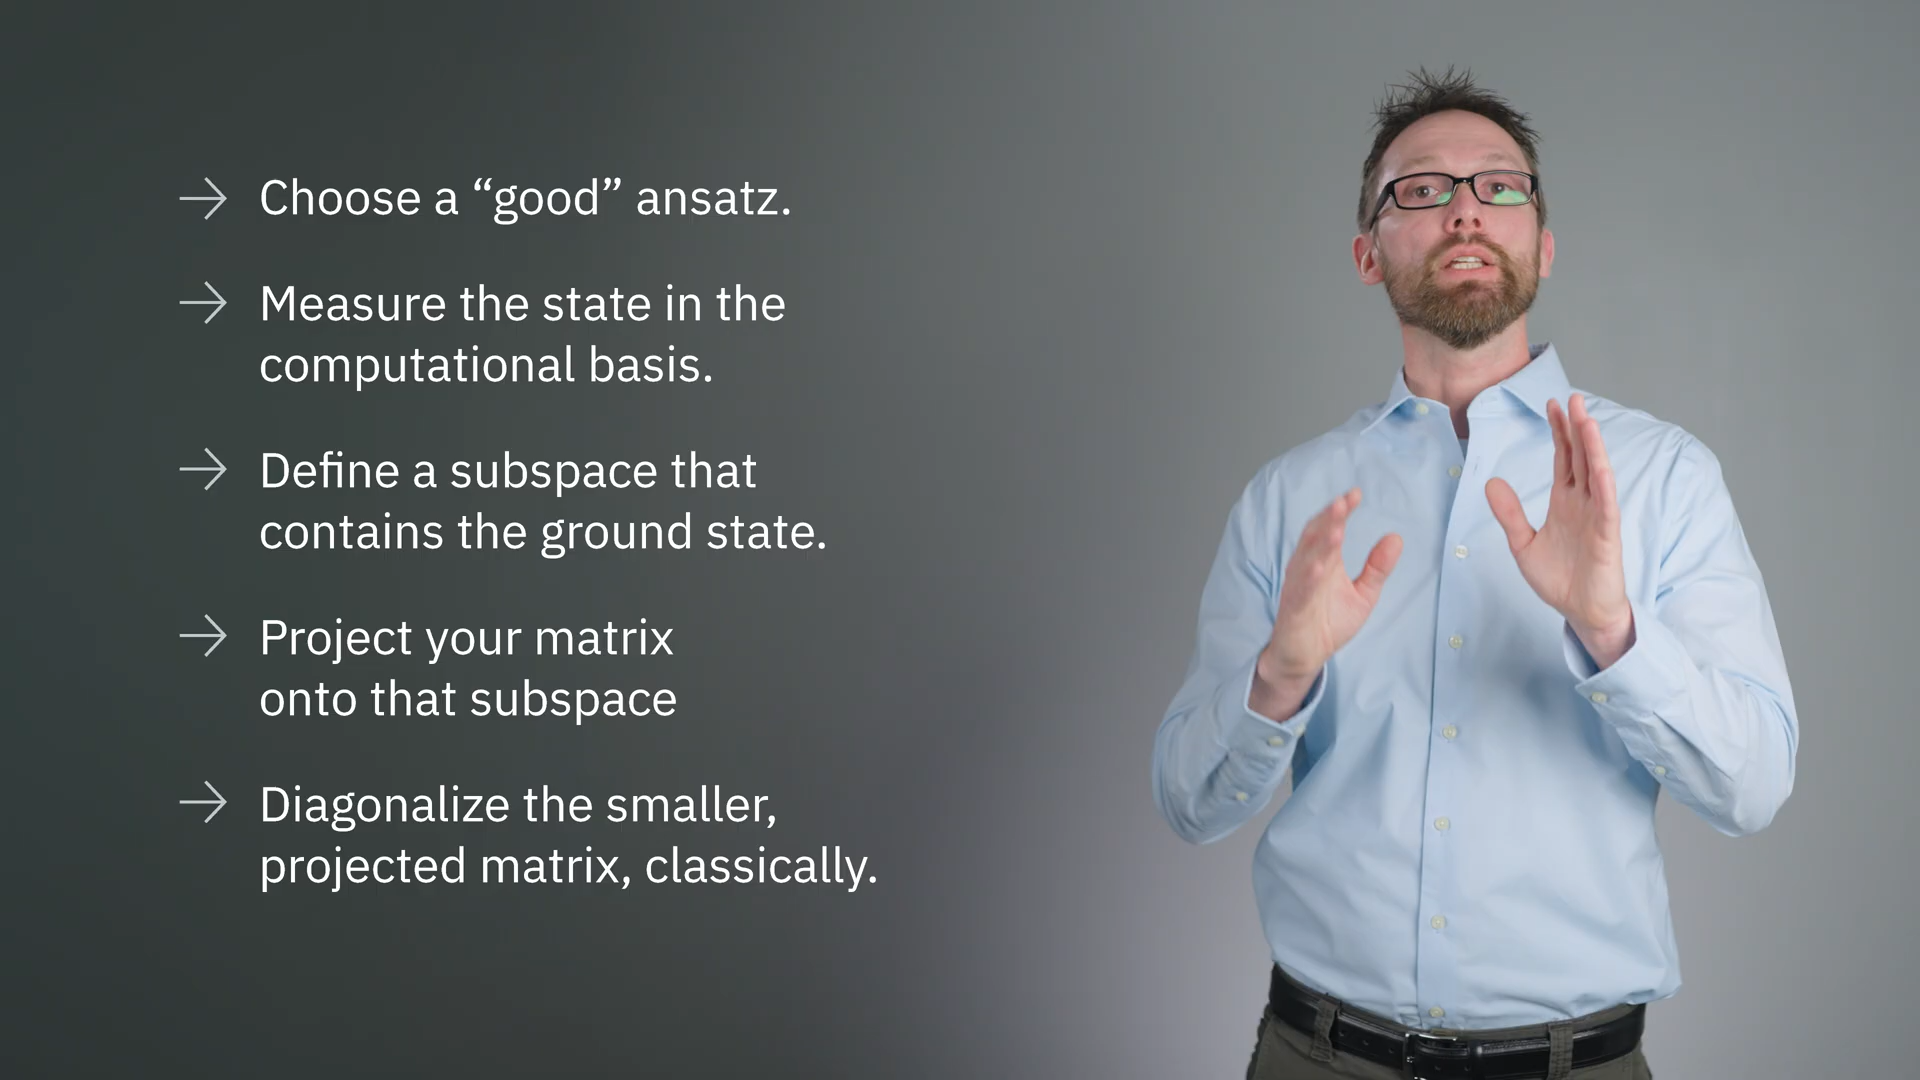 → Choose a “good” ansatz.
→ Measure the state in the
computational basis.
→ Define a subspace that
contains the ground state.
→ Project your matrix
onto that subspace
→ Diagonalize the smaller,
projected matrix, classically.